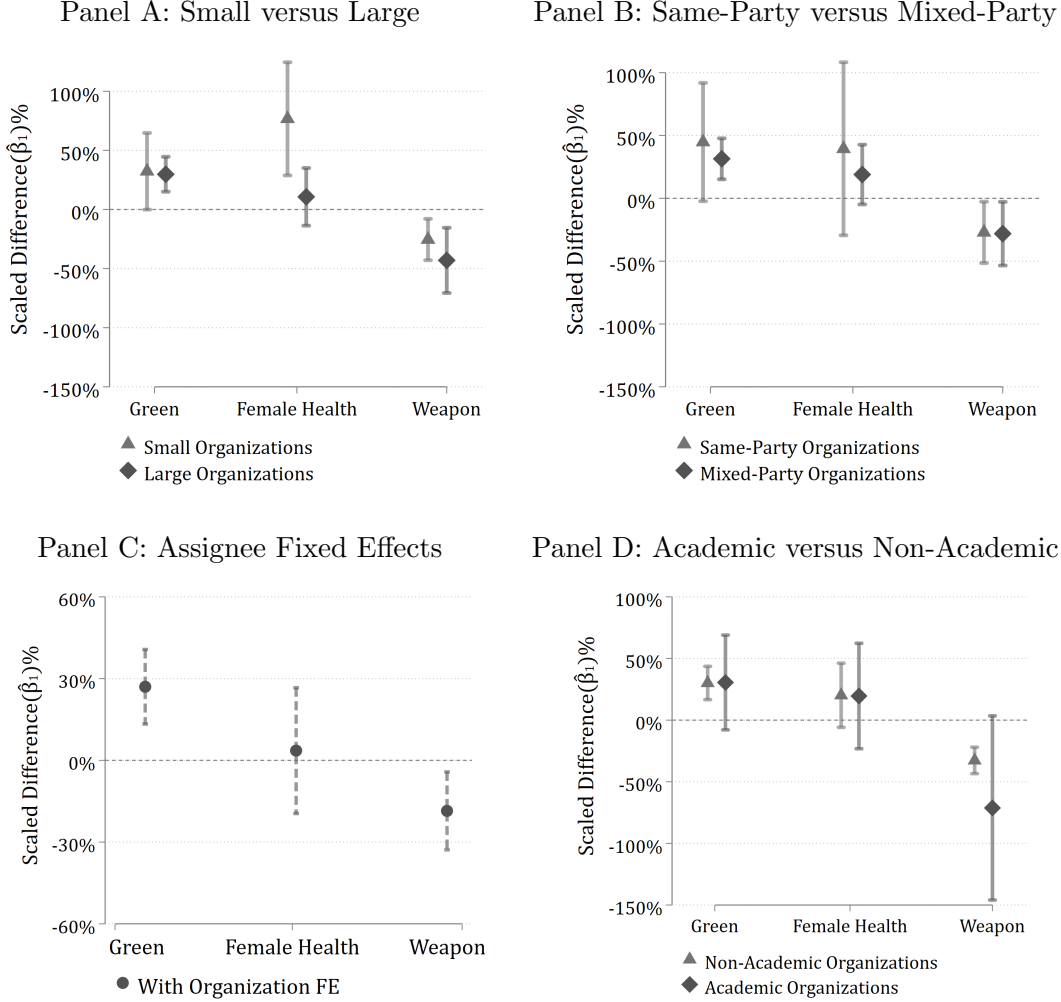 Panel A: Small versus Large
Scaled Difference(β̂₁)%
100%
50%
0%
-50%
-100%
-150%
Green
Female Health
Weapon
Small Organizations
Large Organizations
Panel B: Same-Party versus Mixed-Party
Scaled Difference(β̂₁)%
100%
50%
0%
-50%
-100%
-150%
Green
Female Health
Weapon
Same-Party Organizations
Mixed-Party Organizations
Panel C: Assignee Fixed Effects
Scaled Difference(β̂₁)%
60%
30%
0%
-30%
-60%
Green
Female Health
Weapon
With Organization FE
Panel D: Academic versus Non-Academic
Scaled Difference(β̂₁)%
100%
50%
0%
-50%
-100%
-150%
Green
Female Health
Weapon
Non-Academic Organizations
Academic Organizations